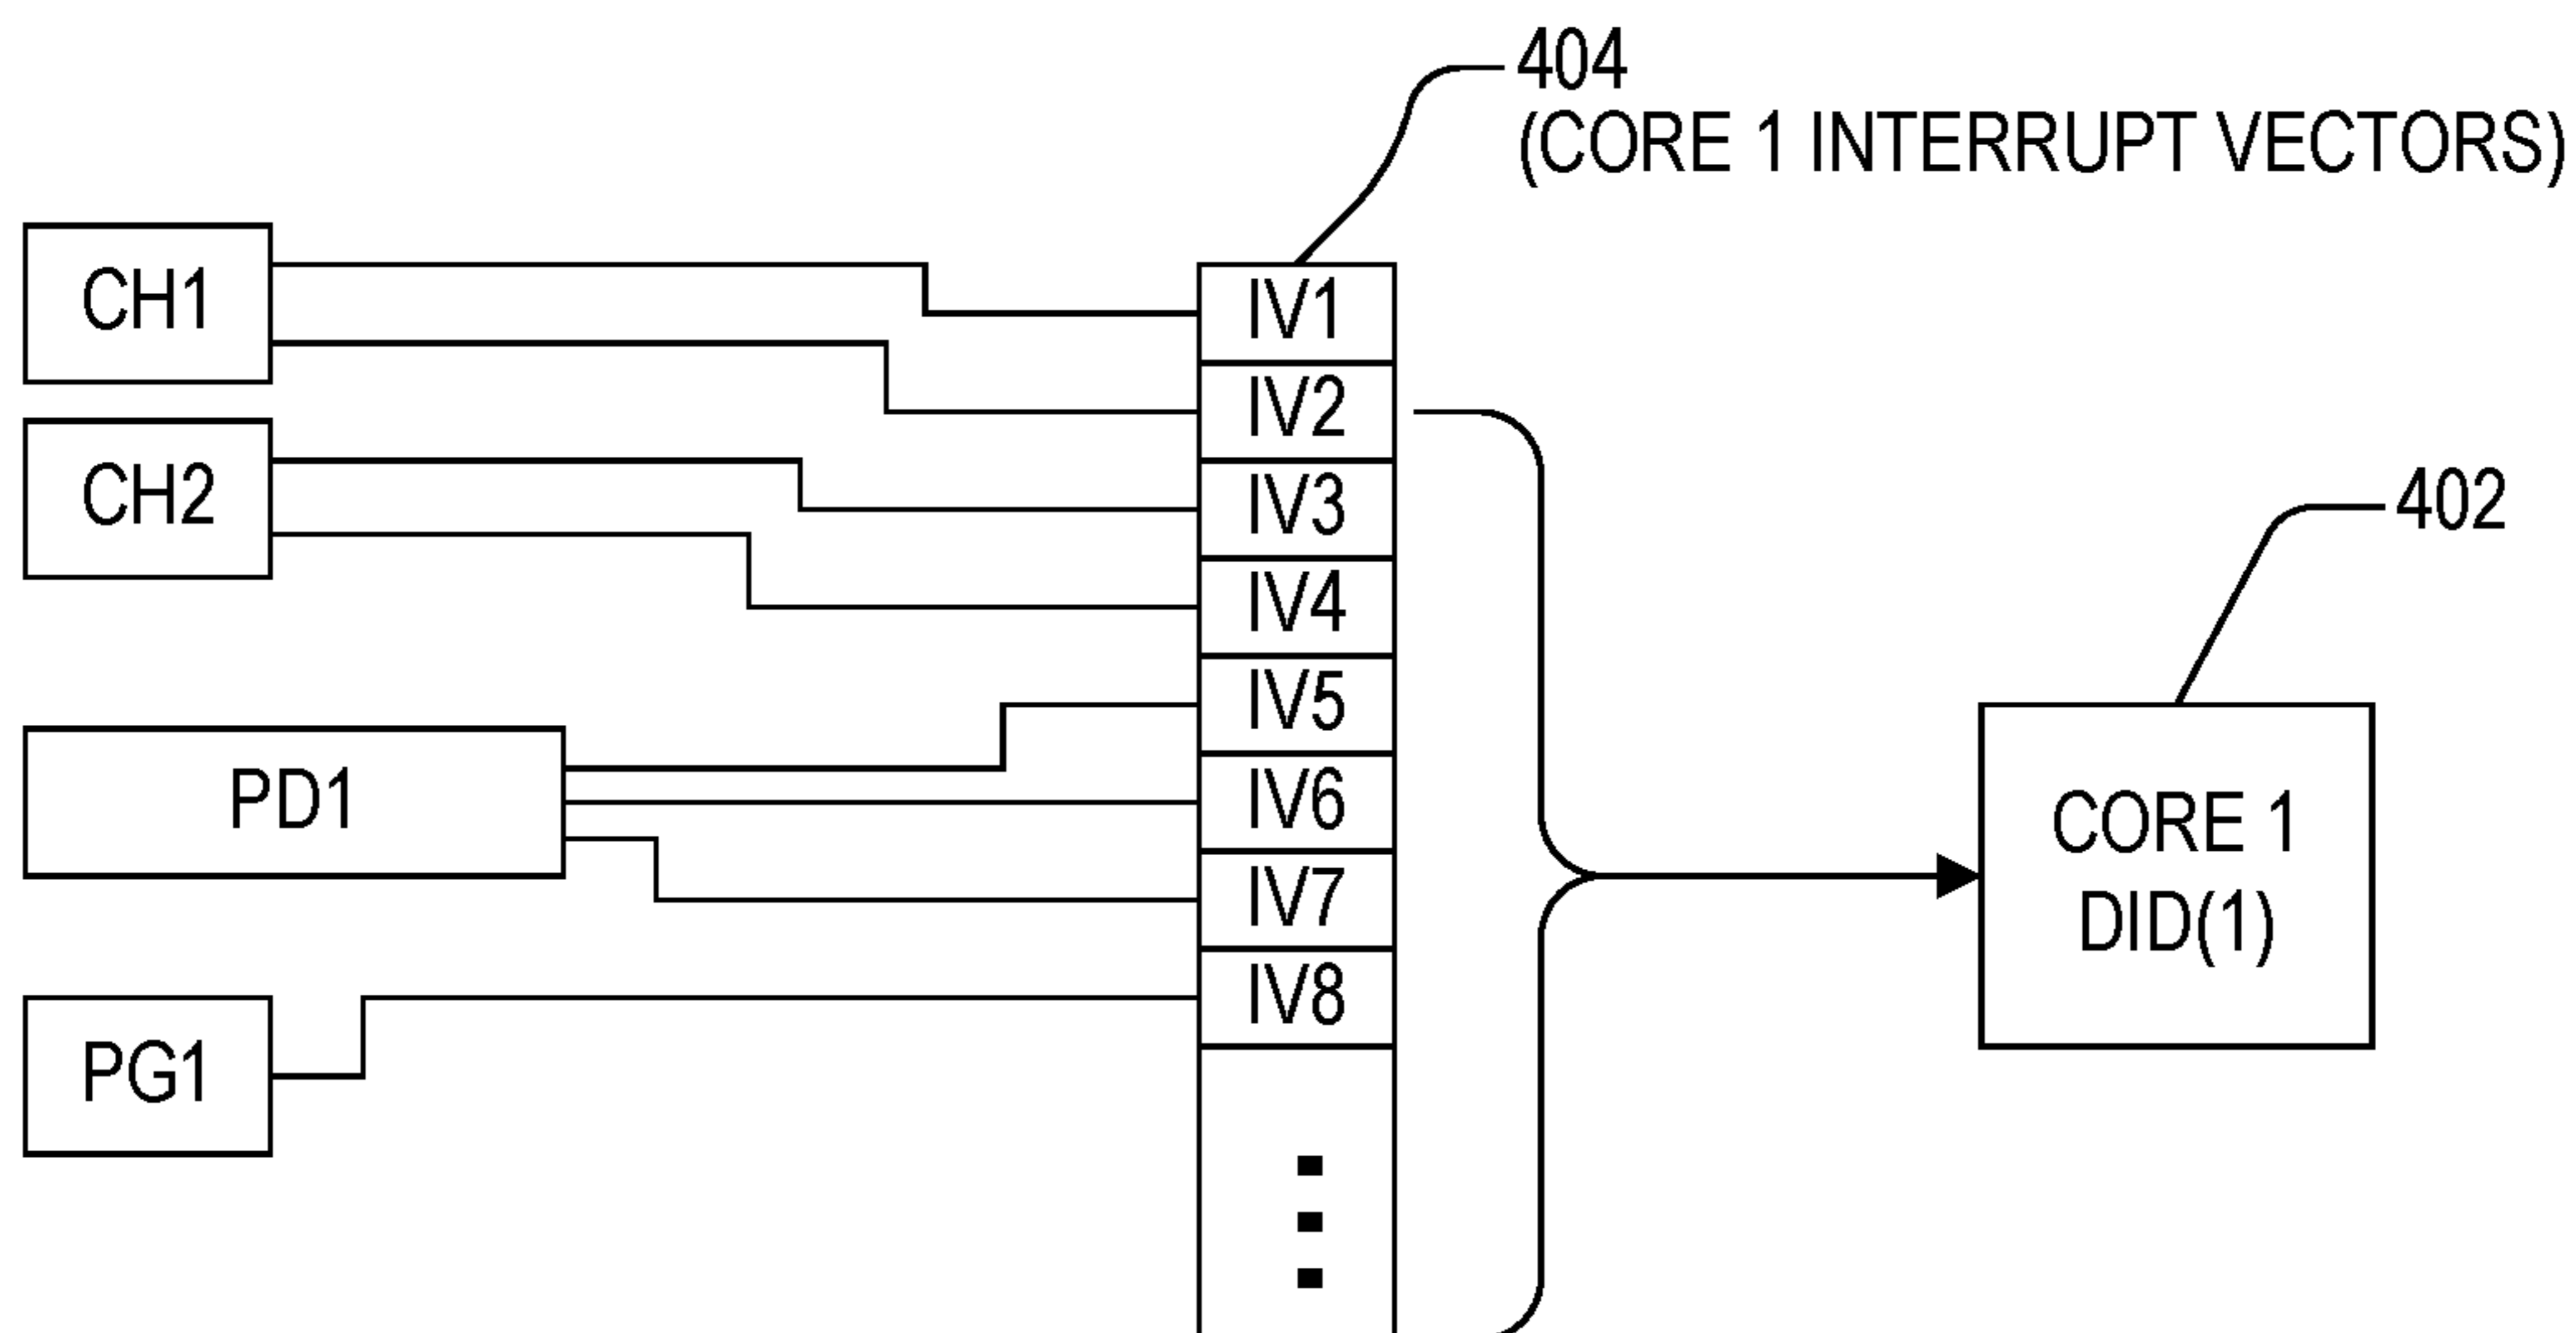 404
(CORE 1 INTERRUPT VECTORS)
CH1
IV1
IV2
CH2
IV3
402
IV4
IV5
PD1
IV6
CORE 1
DID(1)
IV7
IV8
PG1